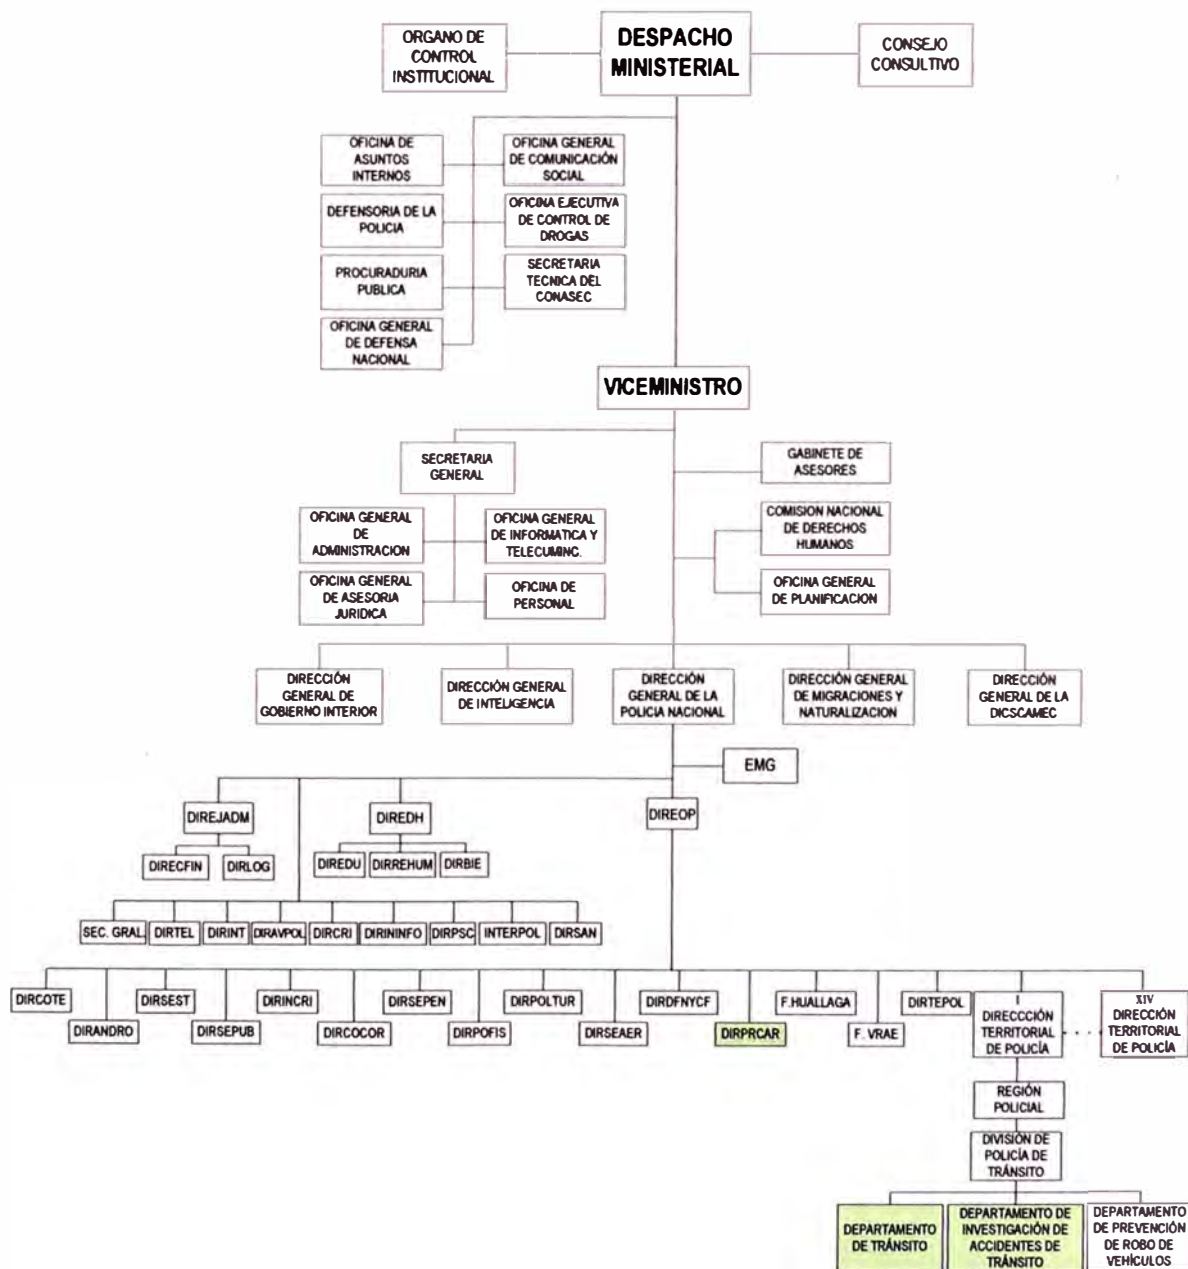 ORGANO DE
CONTROL
INSTITUCIONAL
DESPACHO
MINISTERIAL
CONSEJO
CONSULTIVO
OFICINA DE
ASUNTOS
INTERNOS
OFICINA GENERAL
DE COMUNICACIÓN
SOCIAL
DEFENSORIA DE LA
POLICIA
OFICINA EJECUTIVA
DE CONTROL DE
DROGAS
PROCURADURIA
PUBLICA
SECRETARIA
TECNICA DEL
CONASEC
OFICINA GENERAL
DE DEFENSA
NACIONAL
VICEMINISTRO
SECRETARIA
GENERAL
GABINETE DE
ASESORES
OFICINA GENERAL
DE
ADMINISTRACION
OFICINA GENERAL
DE INFORMATICA Y
TELECUMINC.
COMISION NACIONAL
DE DERECHOS
HUMANOS
OFICINA GENERAL
DE ASESORIA
JURIDICA
OFICINA DE
PERSONAL
OFICINA GENERAL
DE PLANIFICACION
DIRECCIÓN
GENERAL DE
GOBIERNO INTERIOR
DIRECCIÓN GENERAL
DE INTELIGENCIA
DIRECCIÓN
GENERAL DE LA
POLICIA NACIONAL
DIRECCIÓN GENERAL
DE MIGRACIONES Y
NATURALIZACION
DIRECCIÓN
GENERAL DE LA
DICSCAMEC
EMG
DIREJADM
DIREDH
DIREOP
DIRECFIN
DIRLOG
DIREDU
DIRREHUM
DIRBIE
SEC. GRAL.
DIRTEL
DIRINT
DIRAVPOL
DIRCRI
DIRININFO
DIRPSC
INTERPOL
DIRSAN
DIRCOTE
DIRANDRO
DIRSEST
DIRSEPUB
DIRINCRI
DIRCOCOR
DIRSEPEN
DIRPOFIS
DIRPOLTUR
DIRSEAER
DIRDFNYCF
DIRPRCAR
F.HUALLAGA
F. VRAE
DIRTEPOL
I
DIRECCCIÓN
TERRITORIAL
DE POLICÍA
XIV
DIRECCIÓN
TERRITORIAL
DE POLICÍA
REGIÓN
POLICIAL
DIVISIÓN DE
POLICÍA DE
TRÁNSITO
DEPARTAMENTO
DE TRÁNSITO
DEPARTAMENTO DE
INVESTIGACIÓN DE
ACCIDENTES DE
TRÁNSITO
DEPARTAMENTO
DE PREVENCIÓN
DE ROBO DE
VEHÍCULOS